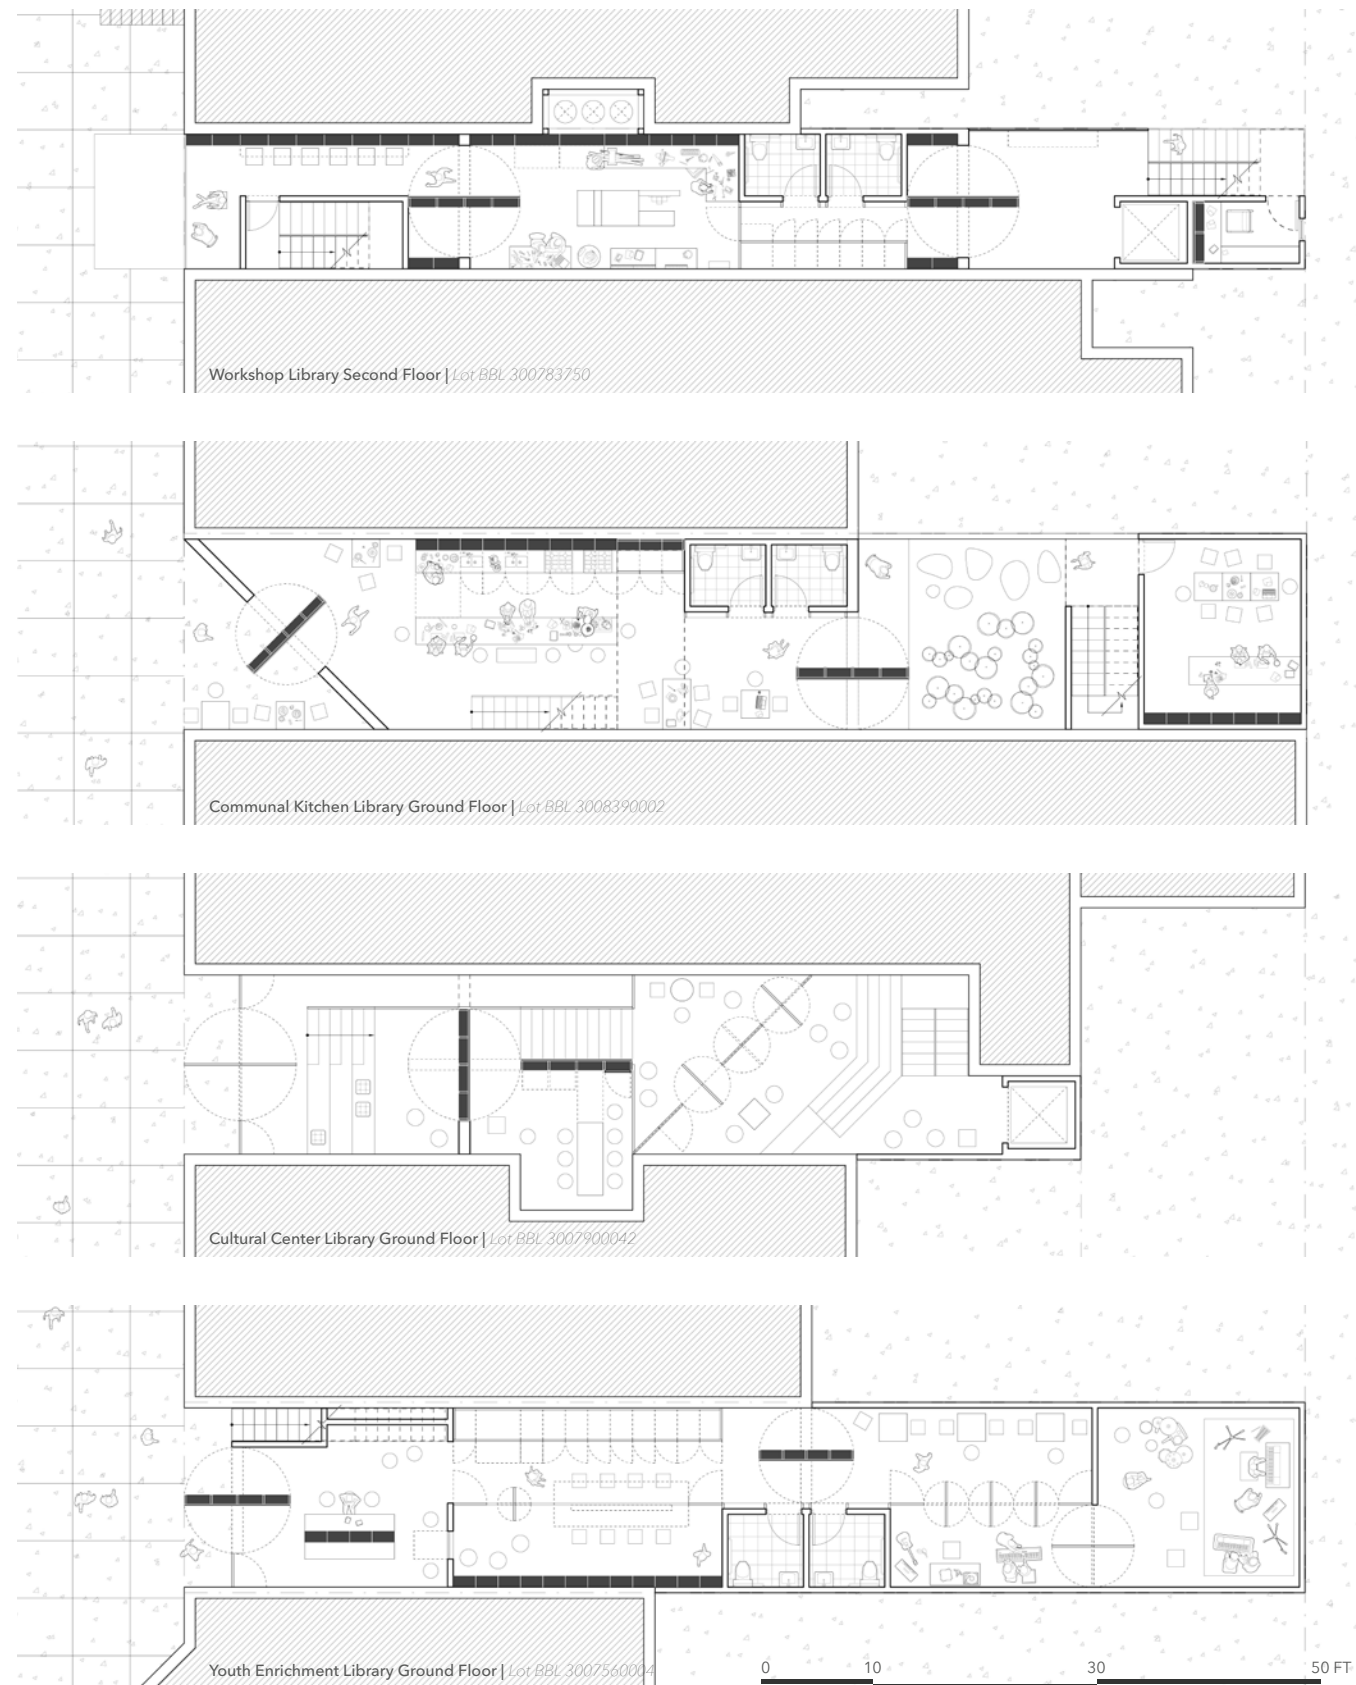 Workshop Library Second Floor | Lot BBL 300783750
Communal Kitchen Library Ground Floor | Lot BBL 3008390002
Cultural Center Library Ground Floor | Lot BBL 3007900042
Youth Enrichment Library Ground Floor | Lot BBL 3007560004
0 10 30 50 FT